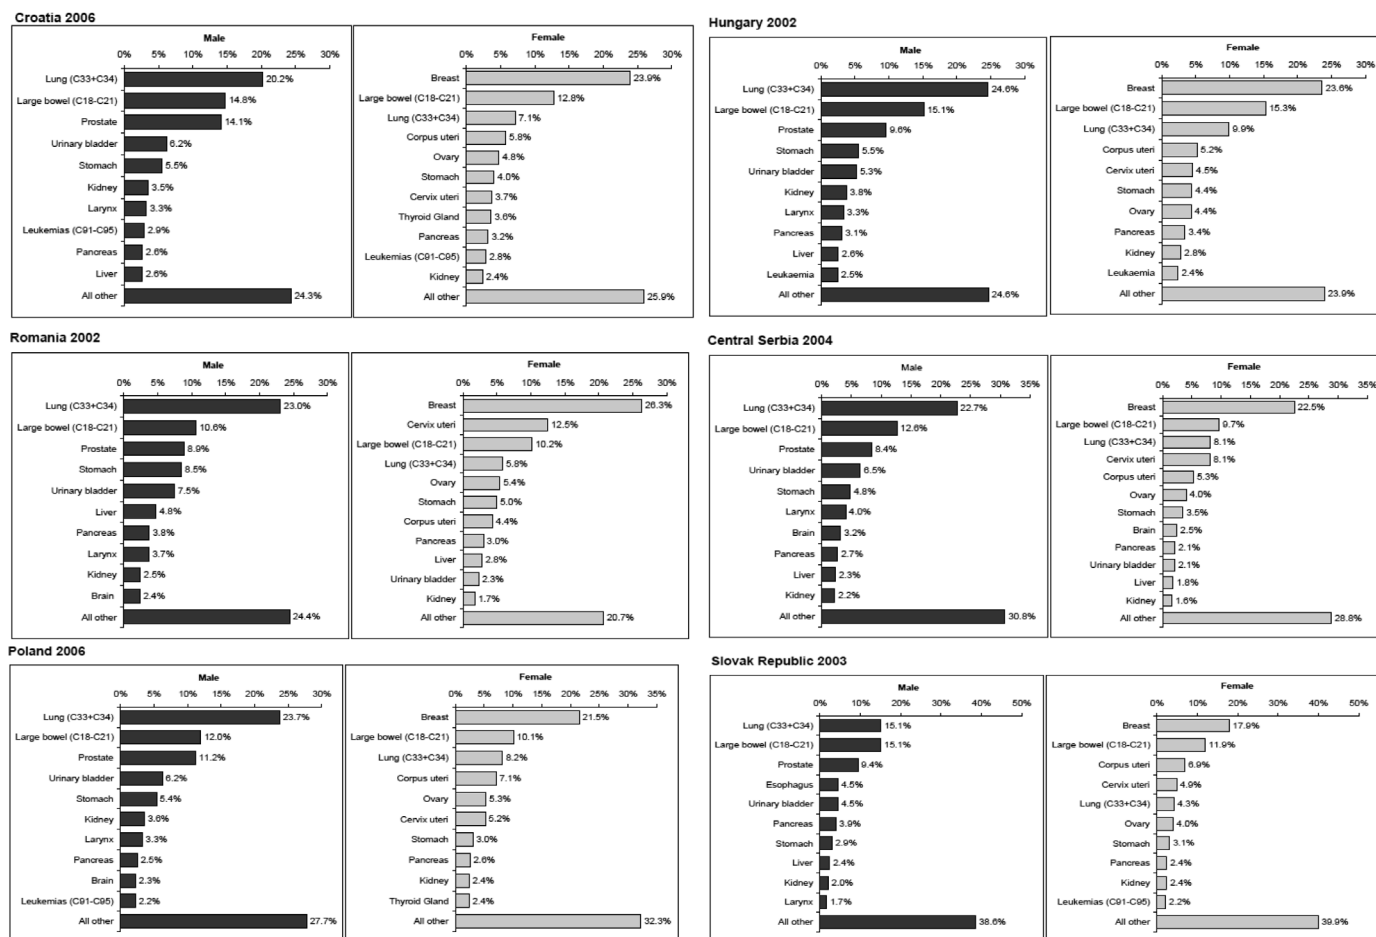 Croatia 2006
Male
0% 5% 10% 15% 20% 25% 30%
Lung (C33+C34) 20.2%
Large bowel (C18-C21) 14.8%
Prostate 14.1%
Urinary bladder 6.2%
Stomach 5.5%
Kidney 3.5%
Larynx 3.3%
Leukemias (C91-C95) 2.9%
Pancreas 2.6%
Liver 2.6%
All other 24.3%
Female
0% 5% 10% 15% 20% 25% 30%
Breast 23.9%
Large bowel (C18-C21) 12.8%
Lung (C33+C34) 7.1%
Corpus uteri 5.8%
Ovary 4.8%
Stomach 4.0%
Cervix uteri 3.7%
Thyroid Gland 3.6%
Pancreas 3.2%
Leukemias (C91-C95) 2.8%
Kidney 2.4%
All other 25.9%
Hungary 2002
Male
0% 5% 10% 15% 20% 25% 30%
Lung (C33+C34) 24.6%
Large bowel (C18-C21) 15.1%
Prostate 9.6%
Stomach 5.5%
Urinary bladder 5.3%
Kidney 3.8%
Larynx 3.3%
Pancreas 3.1%
Liver 2.6%
Leukaemia 2.5%
All other 24.6%
Female
0% 5% 10% 15% 20% 25% 30%
Breast 23.6%
Large bowel (C18-C21) 15.3%
Lung (C33+C34) 9.9%
Corpus uteri 5.2%
Cervix uteri 4.5%
Stomach 4.4%
Ovary 4.4%
Pancreas 3.4%
Kidney 2.8%
Leukaemia 2.4%
All other 23.9%
Romania 2002
Male
0% 5% 10% 15% 20% 25% 30%
Lung (C33+C34) 23.0%
Large bowel (C18-C21) 10.6%
Prostate 8.9%
Stomach 8.5%
Urinary bladder 7.5%
Liver 4.8%
Pancreas 3.8%
Larynx 3.7%
Kidney 2.5%
Brain 2.4%
All other 24.4%
Female
0% 5% 10% 15% 20% 25% 30%
Breast 26.3%
Cervix uteri 12.5%
Large bowel (C18-C21) 10.2%
Lung (C33+C34) 5.8%
Ovary 5.4%
Stomach 5.0%
Corpus uteri 4.4%
Pancreas 3.0%
Liver 2.8%
Urinary bladder 2.3%
Kidney 1.7%
All other 20.7%
Central Serbia 2004
Male
0% 5% 10% 15% 20% 25% 30% 35%
Lung (C33+C34) 22.7%
Large bowel (C18-C21) 12.6%
Prostate 8.4%
Urinary bladder 6.5%
Stomach 4.8%
Larynx 4.0%
Brain 3.2%
Pancreas 2.7%
Liver 2.3%
Kidney 2.2%
All other 30.8%
Female
0% 5% 10% 15% 20% 25% 30% 35%
Breast 22.5%
Large bowel (C18-C21) 9.7%
Lung (C33+C34) 8.1%
Cervix uteri 8.1%
Corpus uteri 5.3%
Ovary 4.0%
Stomach 3.5%
Brain 2.5%
Pancreas 2.1%
Urinary bladder 2.1%
Liver 1.8%
Kidney 1.6%
All other 28.8%
Poland 2006
Male
0% 5% 10% 15% 20% 25% 30%
Lung (C33+C34) 23.7%
Large bowel (C18-C21) 12.0%
Prostate 11.2%
Urinary bladder 6.2%
Stomach 5.4%
Kidney 3.6%
Larynx 3.3%
Pancreas 2.5%
Brain 2.3%
Leukemias (C91-C95) 2.2%
All other 27.7%
Female
0% 5% 10% 15% 20% 25% 30% 35%
Breast 21.5%
Large bowel (C18-C21) 10.1%
Lung (C33+C34) 8.2%
Corpus uteri 7.1%
Ovary 5.3%
Cervix uteri 5.2%
Stomach 3.0%
Pancreas 2.6%
Kidney 2.4%
Thyroid Gland 2.4%
All other 32.3%
Slovak Republic 2003
Male
0% 10% 20% 30% 40% 50%
Lung (C33+C34) 15.1%
Large bowel (C18-C21) 15.1%
Prostate 9.4%
Esophagus 4.5%
Urinary bladder 4.5%
Pancreas 3.9%
Stomach 2.9%
Liver 2.4%
Kidney 2.0%
Larynx 1.7%
All other 38.6%
Female
0% 10% 20% 30% 40% 50%
Breast 17.9%
Large bowel (C18-C21) 11.9%
Corpus uteri 6.9%
Cervix uteri 4.9%
Lung (C33+C34) 4.3%
Ovary 4.0%
Stomach 3.1%
Pancreas 2.4%
Kidney 2.4%
Leukemias (C91-C95) 2.2%
All other 39.9%